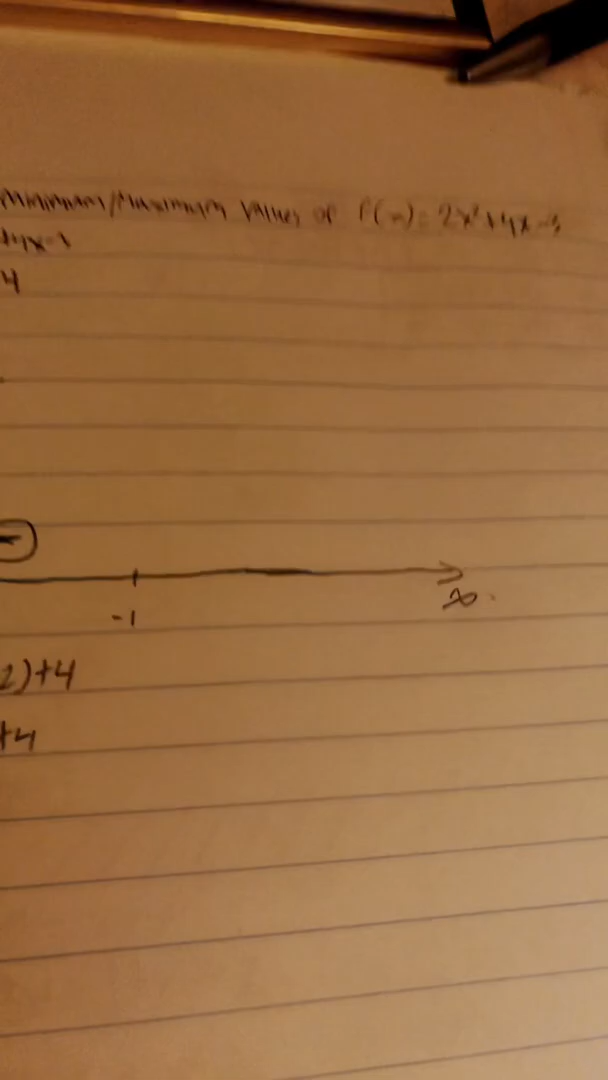 Minimum/Maximum values of f(x) = 2x²+4x-3
+4x-3
4
-
-1 ∞.
2)+4
+4